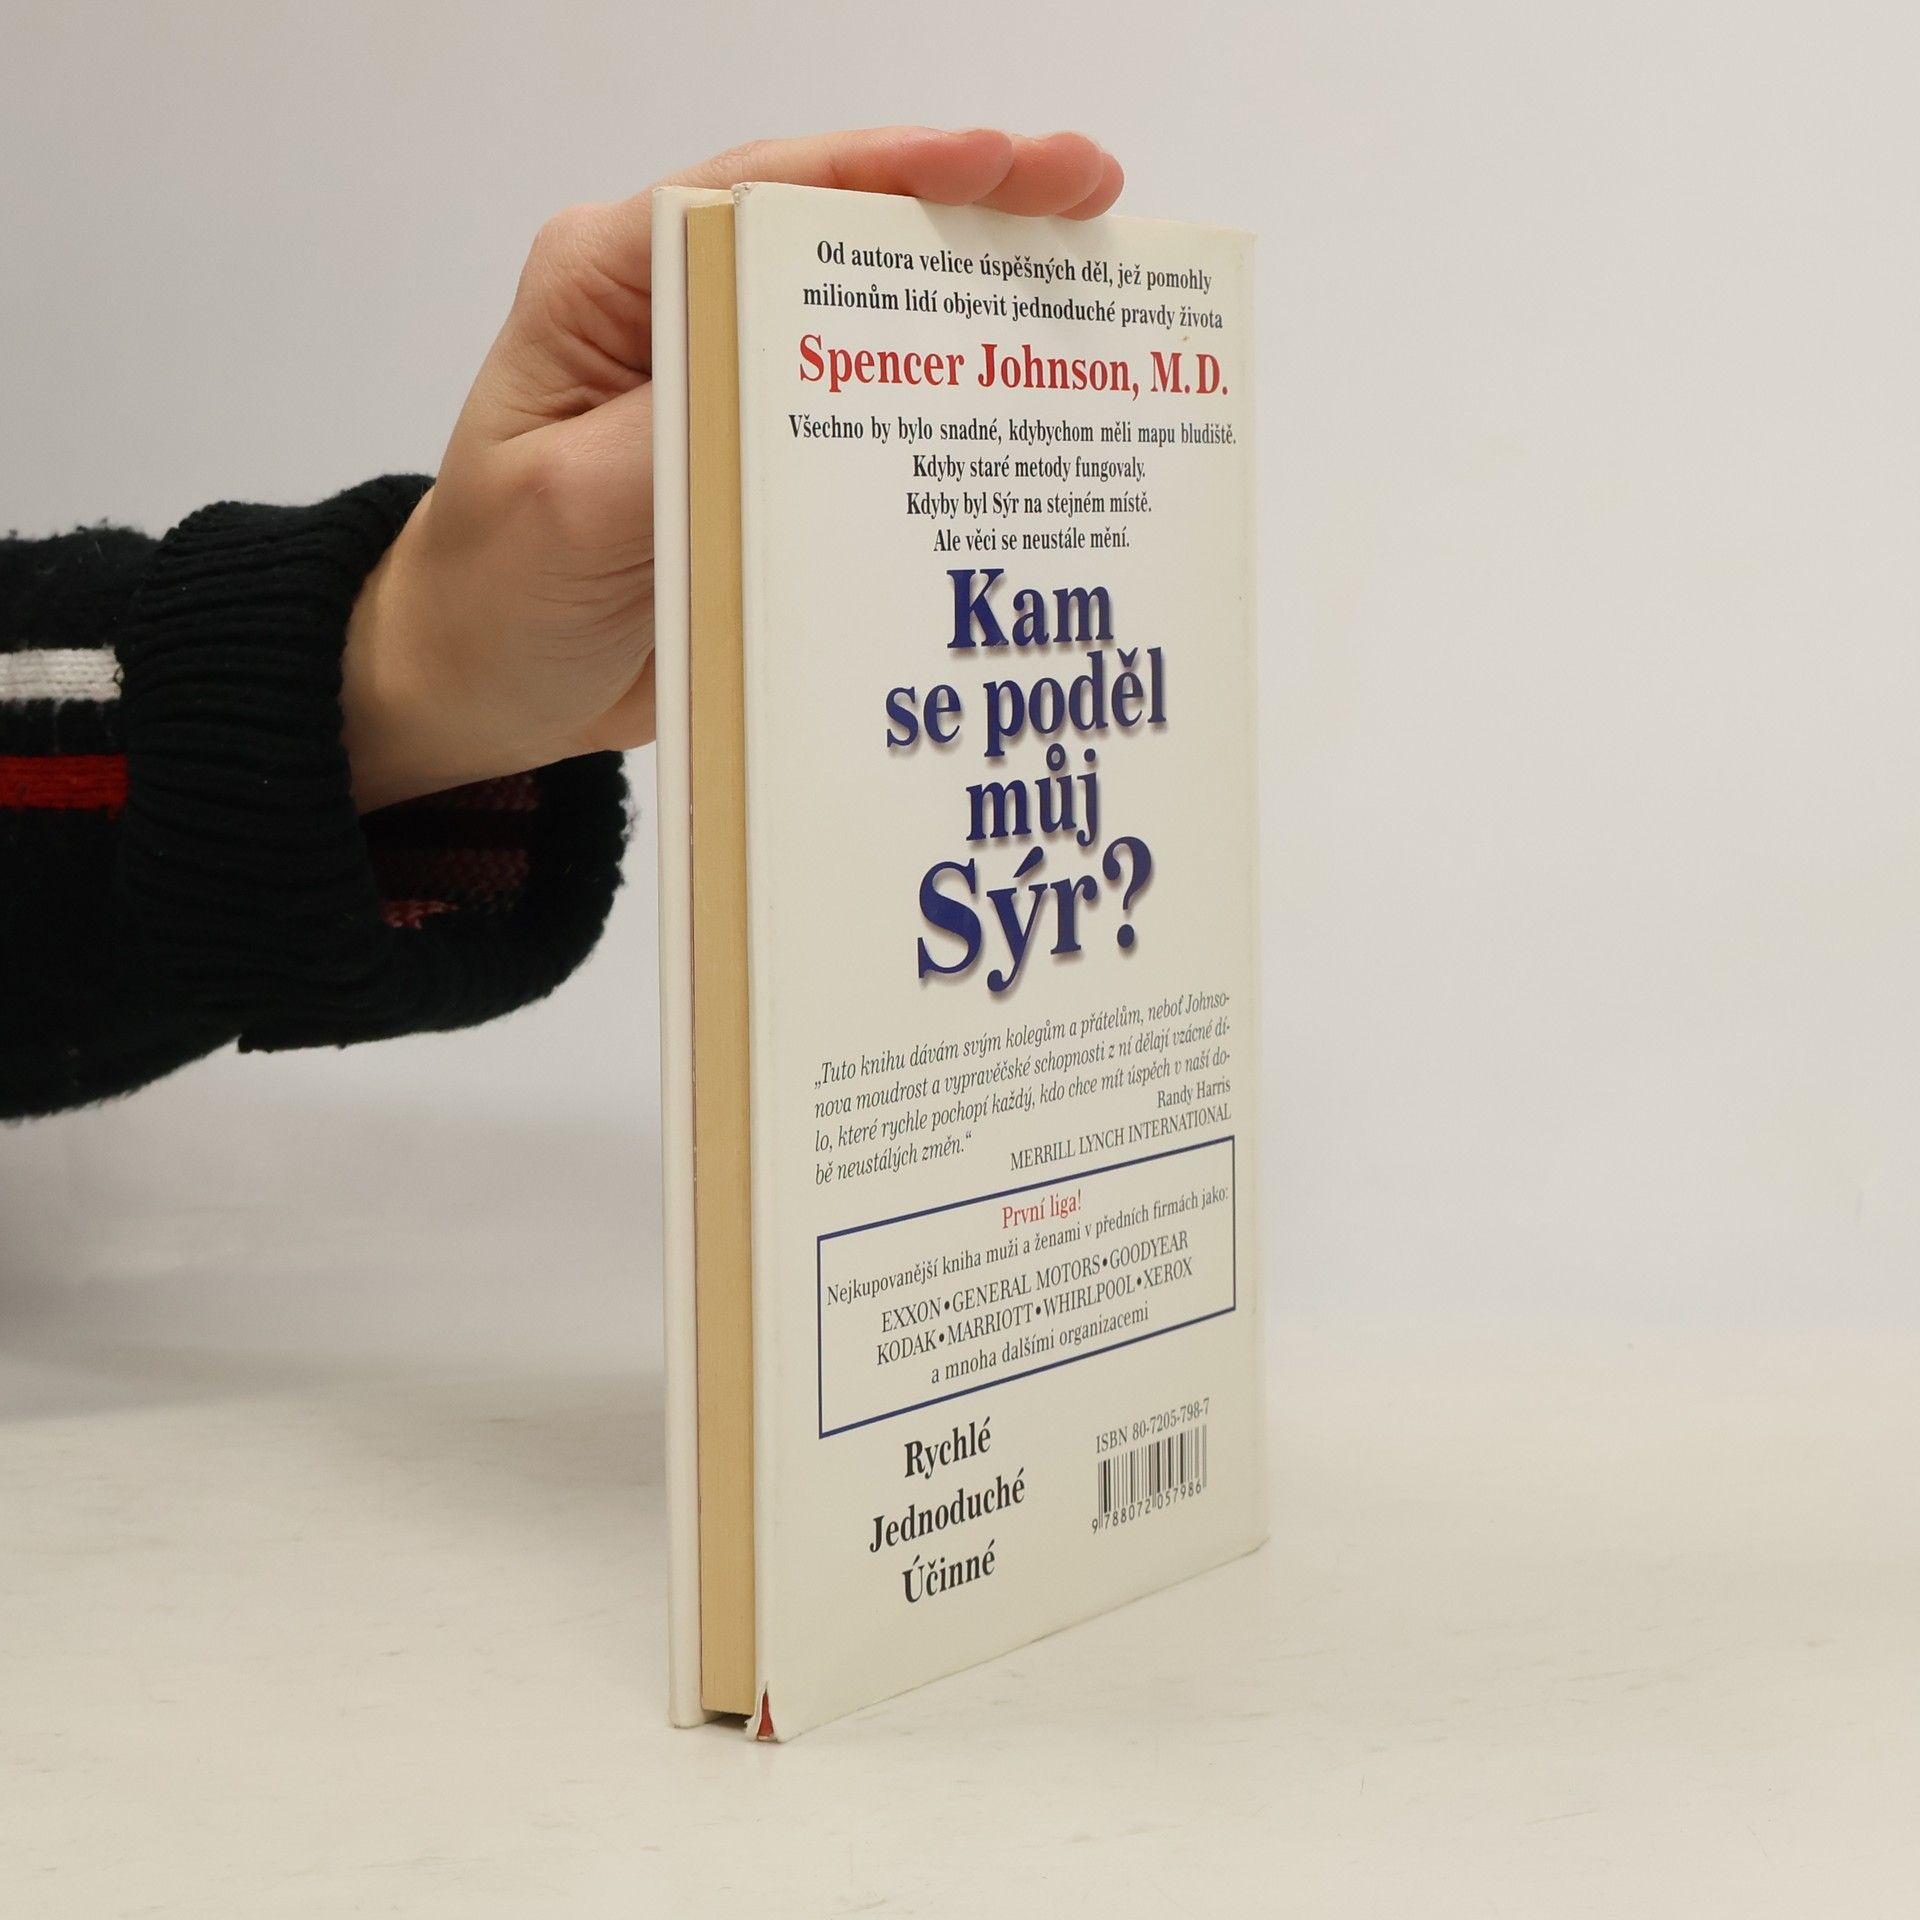 Od autora velice úspěšných děl, jež pomohly
milionům lidí objevit jednoduché pravdy života
Spencer Johnson, M.D.
Všechno by bylo snadné, kdybychom měli mapu bludiště.
Kdyby staré metody fungovaly.
Kdyby byl Sýr na stejném místě.
Ale věci se neustále mění.
Kam
se poděl
můj
Sýr?
„Tuto knihu dávám svým kolegům a přátelům, neboť Johnso-
nova moudrost a vypravěčské schopnosti z ní dělají vzácné dí-
lo, které rychle pochopí každý, kdo chce mít úspěch v naší do-
bě neustálých změn.“
Randy Harris
MERRILL LYNCH INTERNATIONAL
První liga!
Nejkupovanější kniha muži a ženami v předních firmách jako:
EXXON•GENERAL MOTORS•GOODYEAR
KODAK•MARRIOTT•WHIRLPOOL•XEROX
a mnoha dalšími organizacemi
Rychlé
Jednoduché
Účinné
ISBN 80-7205-798-7
9 788072 057986